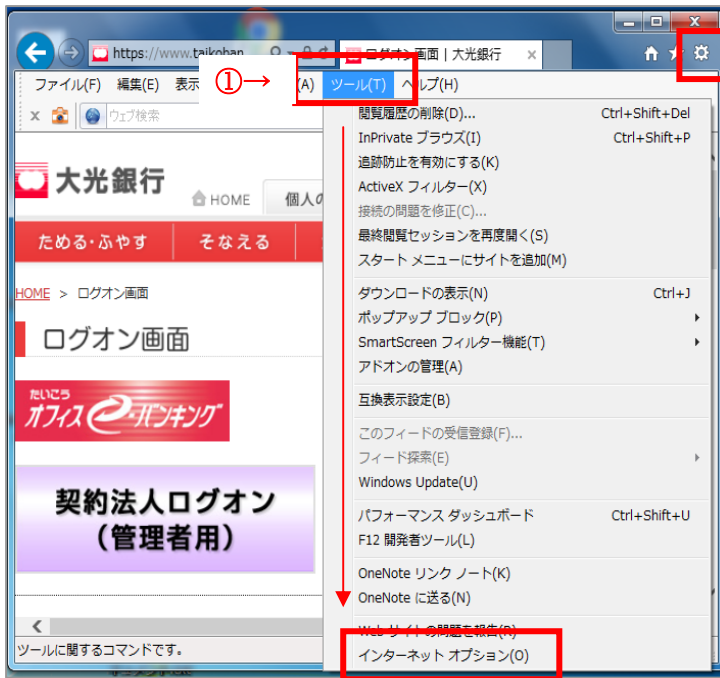 https://www.taikoban
ログオン画面 | 大光銀行 ×
ファイル(F) 編集(E) 表示 (A) ツール(T) ヘルプ(H)
①→
x ウェブ検索
大光銀行
HOME 個人の
ためる・ふやす そなえる
HOME > ログオン画面
ログオン画面
たいこう
オフィスe-バンキング
契約法人ログオン
(管理者用)
ツールに関するコマンドです。
閲覧履歴の削除(D)... Ctrl+Shift+Del
InPrivate ブラウズ(I) Ctrl+Shift+P
追跡防止を有効にする(K)
ActiveX フィルター(X)
接続の問題を修正(C)...
最終閲覧セッションを再度開く(S)
スタート メニューにサイトを追加(M)
ダウンロードの表示(N) Ctrl+J
ポップアップ ブロック(P)
SmartScreen フィルター機能(T)
アドオンの管理(A)
互換表示設定(B)
このフィードの受信登録(F)...
フィード探索(E)
Windows Update(U)
パフォーマンス ダッシュボード Ctrl+Shift+U
F12 開発者ツール(L)
OneNote リンク ノート(K)
OneNote に送る(N)
Web サイトの問題を報告(R)
インターネット オプション(O)